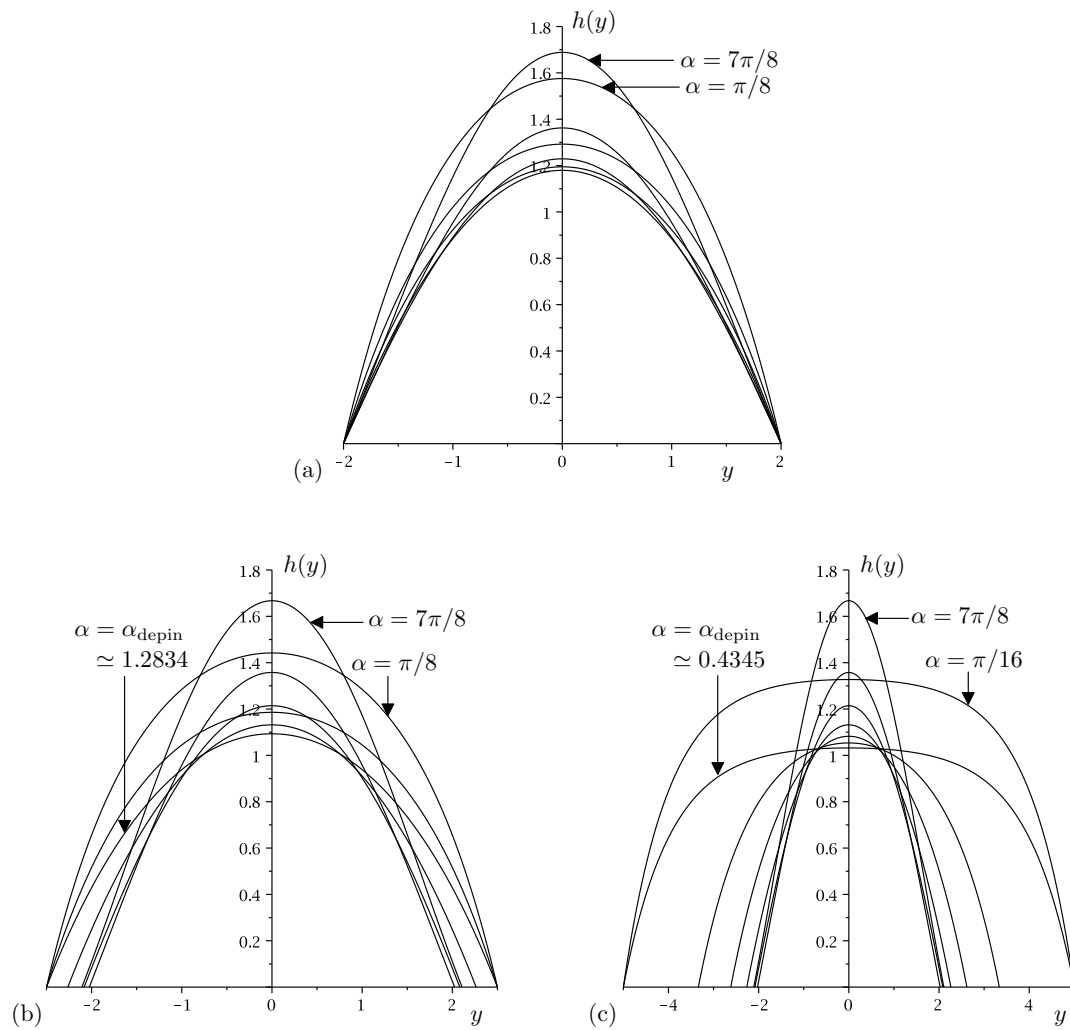 h(y)
1.8
α = 7π/8
1.6
α = π/8
1.4
1.2
1
0.8
0.6
0.4
0.2
(a)
-2
-1
0
1
2
y
h(y)
1.8
α = α_depin
≃ 1.2834
1.6
α = 7π/8
1.4
α = π/8
1.2
1
0.8
0.6
0.4
0.2
(b)
-2
-1
0
1
2
y
h(y)
1.8
α = α_depin
≃ 0.4345
1.6
α = 7π/8
1.4
α = π/16
1.2
1
0.8
0.6
0.4
0.2
(c)
-4
-2
0
2
4
y